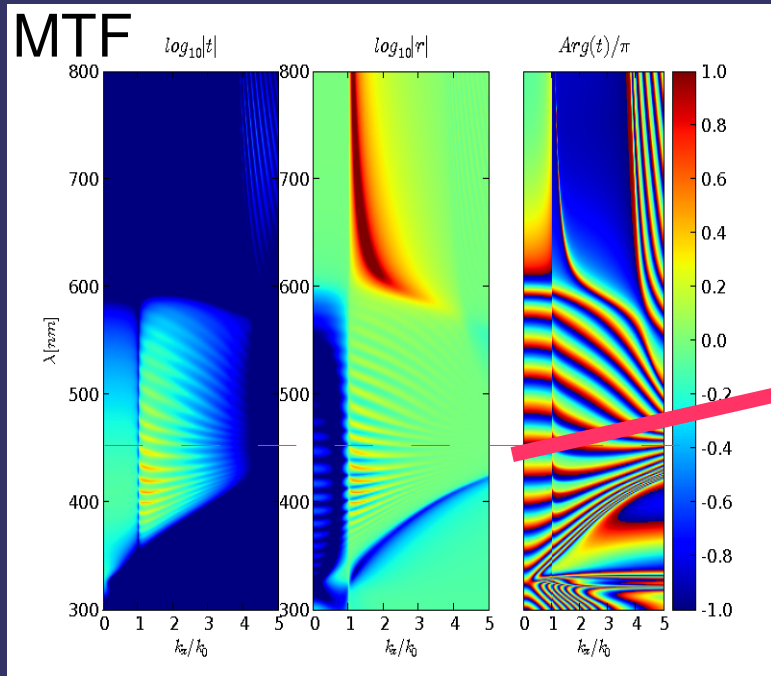 MTF
log₁₀|t|
log₁₀|r|
Arg(t)/π
800
700
600
500
400
300
λ[nm]
0 1 2 3 4 5
kₓ/k₀
800
700
600
500
400
300
0 1 2 3 4 5
kₓ/k₀
0 1 2 3 4 5
kₓ/k₀
1.0
0.8
0.6
0.4
0.2
0.0
-0.2
-0.4
-0.6
-0.8
-1.0